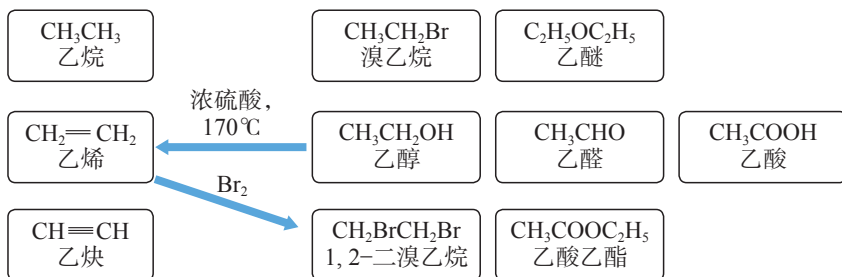 CH₃CH₃
乙烷
CH₃CH₂Br
溴乙烷
C₂H₅OC₂H₅
乙醚
浓硫酸，
170℃
CH₂═CH₂
乙烯
CH₃CH₂OH
乙醇
CH₃CHO
乙醛
CH₃COOH
乙酸
Br₂
CH≡CH
乙炔
CH₂BrCH₂Br
1, 2-二溴乙烷
CH₃COOC₂H₅
乙酸乙酯